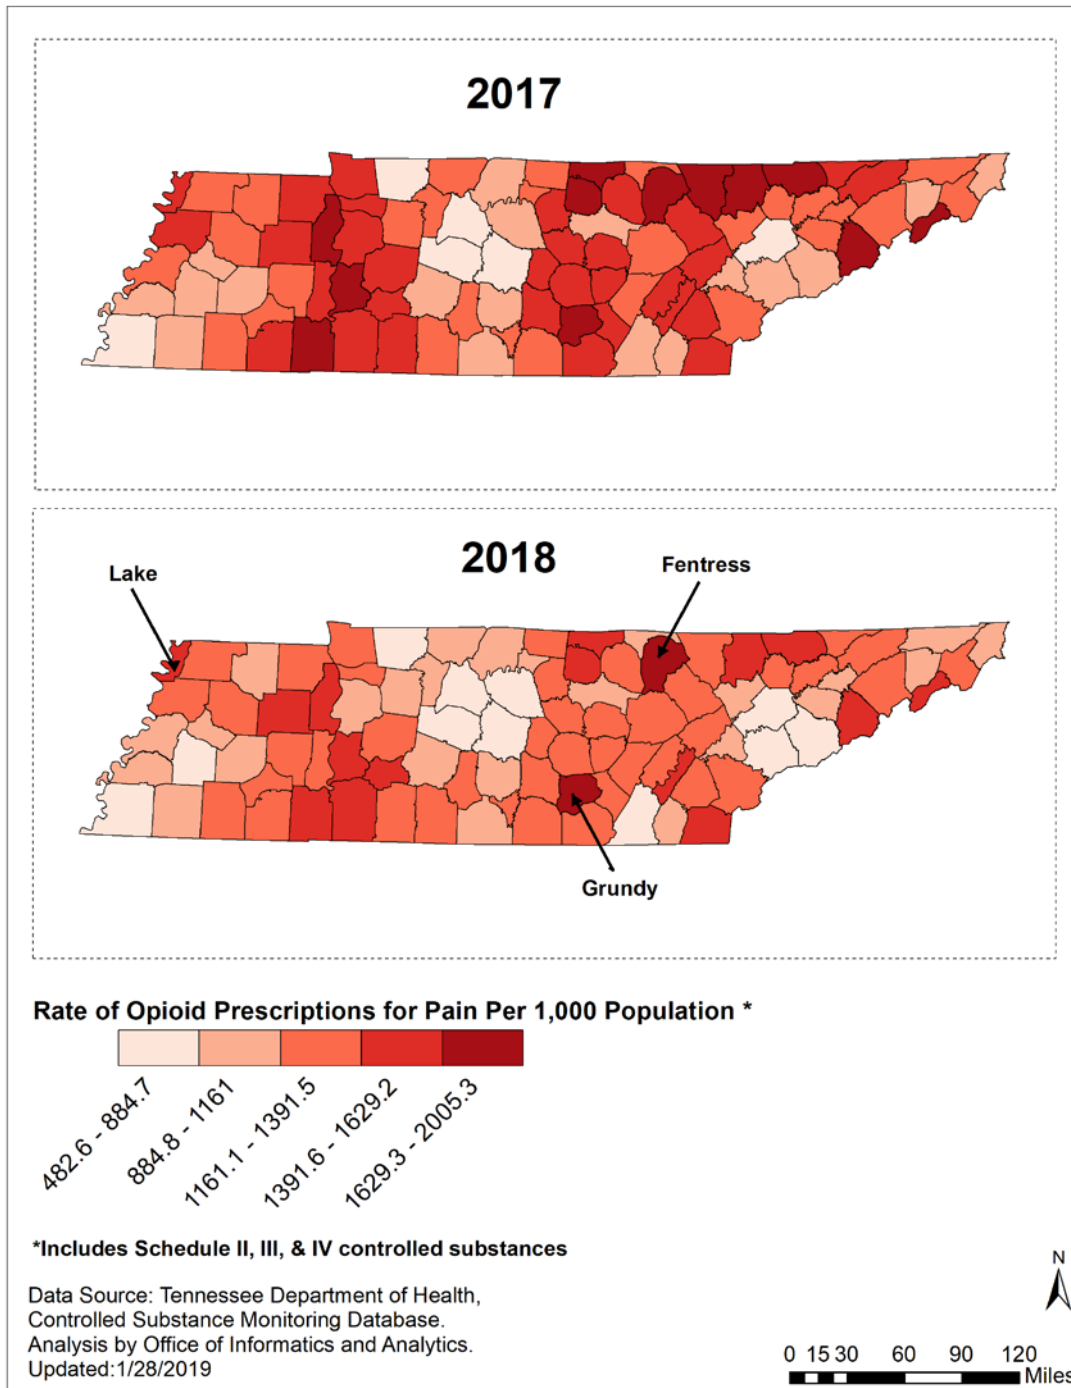 2017
2018
Lake
Fentress
Grundy
Rate of Opioid Prescriptions for Pain Per 1,000 Population *
482.6 - 884.7
884.8 - 1161
1161.1 - 1391.5
1391.6 - 1629.2
1629.3 - 2005.3
*Includes Schedule II, III, & IV controlled substances
Data Source: Tennessee Department of Health,
Controlled Substance Monitoring Database.
Analysis by Office of Informatics and Analytics.
Updated:1/28/2019
N
0 15 30 60 90 120
Miles